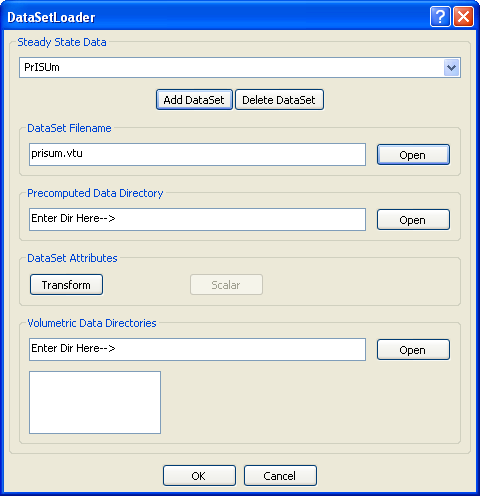 DataSetLoader
Steady State Data
PrISUm
Add DataSet Delete DataSet
DataSet Filename
prisum.vtu Open
Precomputed Data Directory
Enter Dir Here--> Open
DataSet Attributes
Transform Scalar
Volumetric Data Directories
Enter Dir Here--> Open
OK Cancel